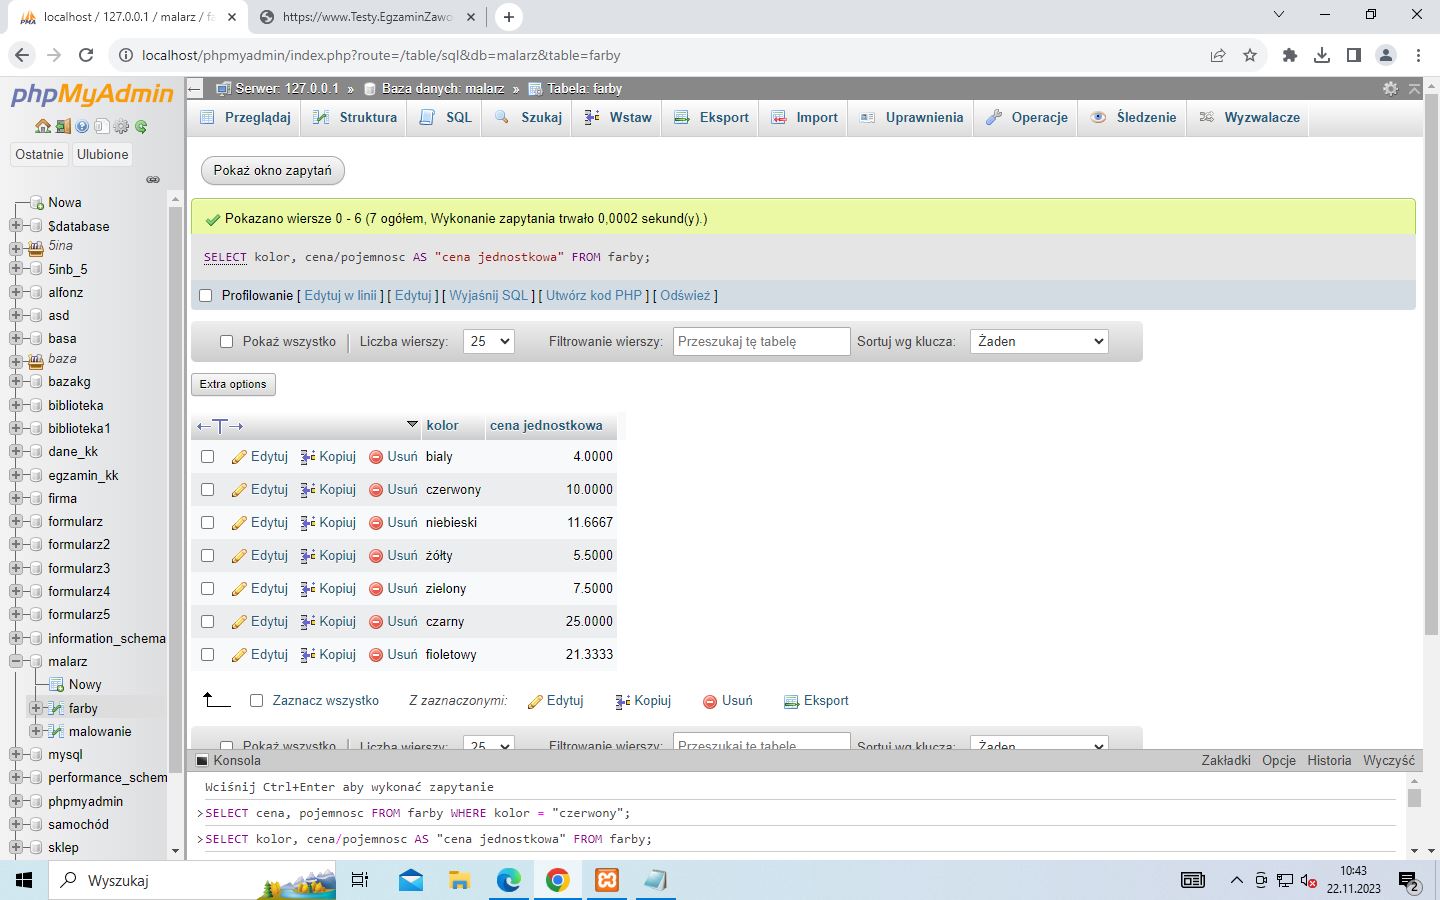 localhost / 127.0.0.1 / malarz / fa
https://www.Testy.EgzaminZawo
localhost/phpmyadmin/index.php?route=/table/sql&db=malarz&table=farby
phpMyAdmin
Ostatnie
Ulubione
Nowa
$database
5ina
5inb_5
alfonz
asd
basa
baza
bazakg
biblioteka
biblioteka1
dane_kk
egzamin_kk
firma
formularz
formularz2
formularz3
formularz4
formularz5
information_schema
malarz
Nowy
farby
malowanie
mysql
performance_schem
phpmyadmin
samochód
sklep
Serwer: 127.0.0.1 » Baza danych: malarz » Tabela: farby
Przeglądaj Struktura SQL Szukaj Wstaw Eksport Import Uprawnienia Operacje Śledzenie Wyzwalacze
Pokaż okno zapytań
Pokazano wiersze 0 - 6 (7 ogółem, Wykonanie zapytania trwało 0,0002 sekund(y).)
SELECT kolor, cena/pojemnosc AS "cena jednostkowa" FROM farby;
Profilowanie [ Edytuj w linii ] [ Edytuj ] [ Wyjaśnij SQL ] [ Utwórz kod PHP ] [ Odśwież ]
Pokaż wszystko | Liczba wierszy: 25 Filtrowanie wierszy: Przeszukaj tę tabelę Sortuj wg klucza: Żaden
Extra options
←T→ kolor cena jednostkowa
Edytuj Kopiuj Usuń bialy 4.0000
Edytuj Kopiuj Usuń czerwony 10.0000
Edytuj Kopiuj Usuń niebieski 11.6667
Edytuj Kopiuj Usuń żółty 5.5000
Edytuj Kopiuj Usuń zielony 7.5000
Edytuj Kopiuj Usuń czarny 25.0000
Edytuj Kopiuj Usuń fioletowy 21.3333
Zaznacz wszystko Z zaznaczonymi: Edytuj Kopiuj Usuń Eksport
Pokaż wszystko | Liczba wierszy: 25 Filtrowanie wierszy: Przeszukaj tę tabelę Sortuj wg klucza: Żaden
Konsola Zakładki Opcje Historia Wyczyść
Wciśnij Ctrl+Enter aby wykonać zapytanie
>SELECT cena, pojemnosc FROM farby WHERE kolor = "czerwony";
>SELECT kolor, cena/pojemnosc AS "cena jednostkowa" FROM farby;
Wyszukaj
10:43
22.11.2023
2